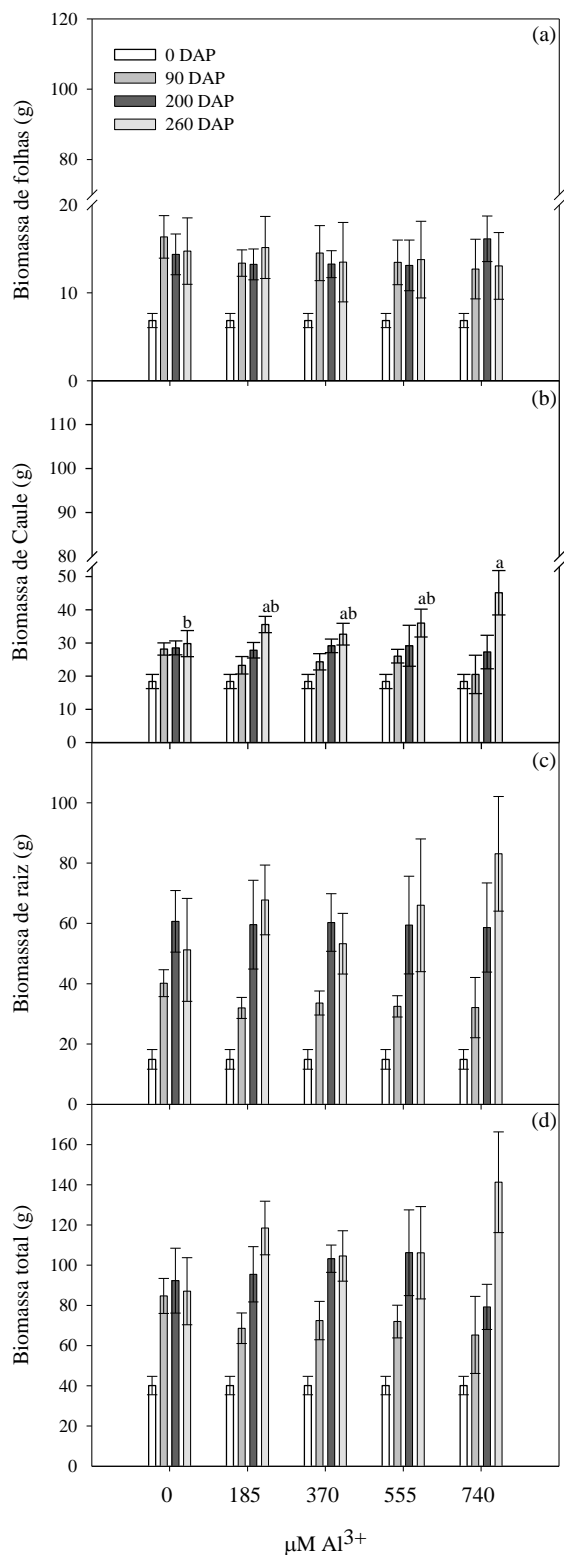 120
(a)
0 DAP
90 DAP
200 DAP
260 DAP
100
80
60
20
10
0
Biomassa de folhas (g)
(b)
110
100
90
80
50
40
30
20
10
0
b
ab
ab
ab
a
Biomassa de Caule (g)
(c)
100
80
60
40
20
0
Biomassa de raiz (g)
(d)
160
140
120
100
80
60
40
20
0
Biomassa total (g)
0 185 370 555 740
μM Al³⁺